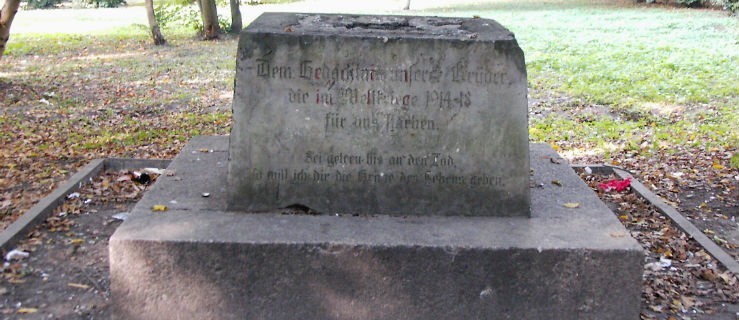 Dem Gedächtnis unserer Brüder,
die im Weltkriege 1914-18
für uns starben.
Sei getreu bis an den Tod,
so will ich dir die Krone des Lebens geben.